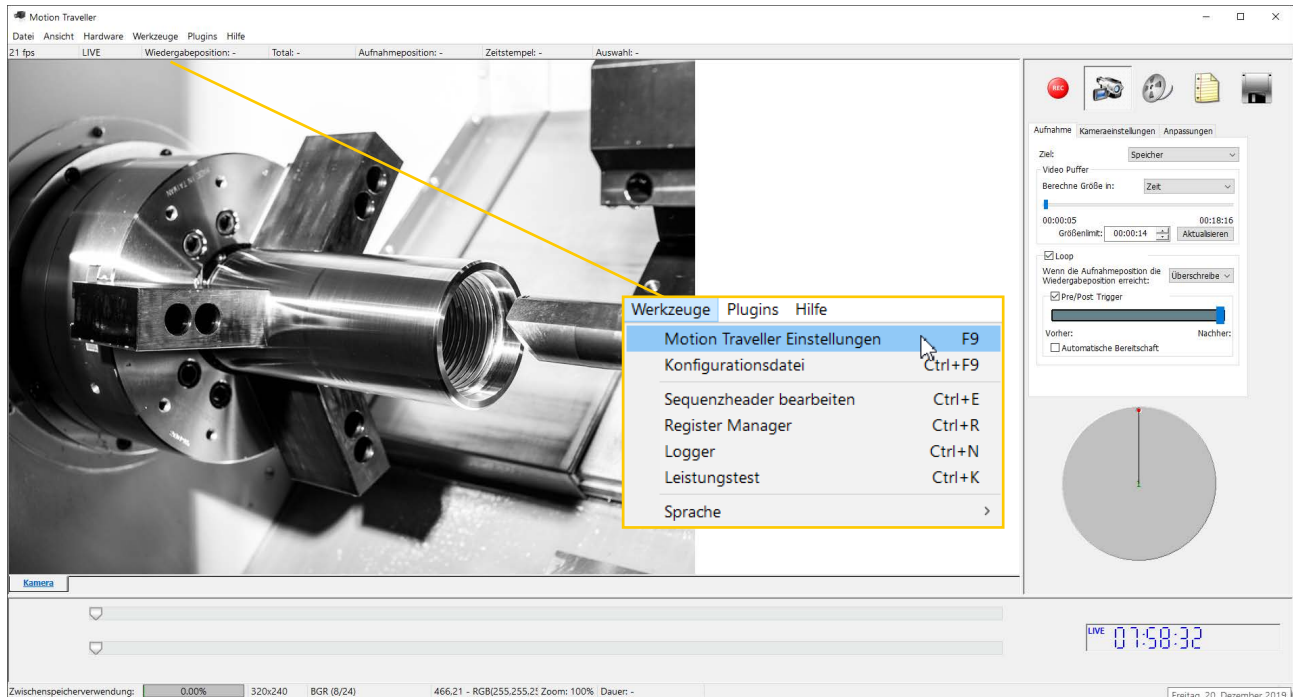 Motion Traveller
Datei Ansicht Hardware Werkzeuge Plugins Hilfe
21 fps LIVE Wiedergabeposition: - Total: - Aufnahmeposition: - Zeitstempel: - Auswahl: -
REC
Aufnahme Kameraeinstellungen Anpassungen
Ziel: Speicher
Video Puffer
Berechne Größe in: Zeit
00:00:05 00:18:16
Größenlimit: 00:00:14 Aktualisieren
Loop
Wenn die Aufnahmeposition die
Wiedergabeposition erreicht: Überschreibe
Pre/Post Trigger
Vorher: Nachher:
Automatische Bereitschaft
Werkzeuge Plugins Hilfe
Motion Traveller Einstellungen F9
Konfigurationsdatei Ctrl+F9
Sequenzheader bearbeiten Ctrl+E
Register Manager Ctrl+R
Logger Ctrl+N
Leistungstest Ctrl+K
Sprache
Kamera
LIVE 07:58:32
Zwischenspeicherverwendung: 0.00% 320x240 BGR (8/24) 466,21 - RGB(255.255.2 Zoom: 100% Dauer: -
Freitag, 20. Dezember 2019